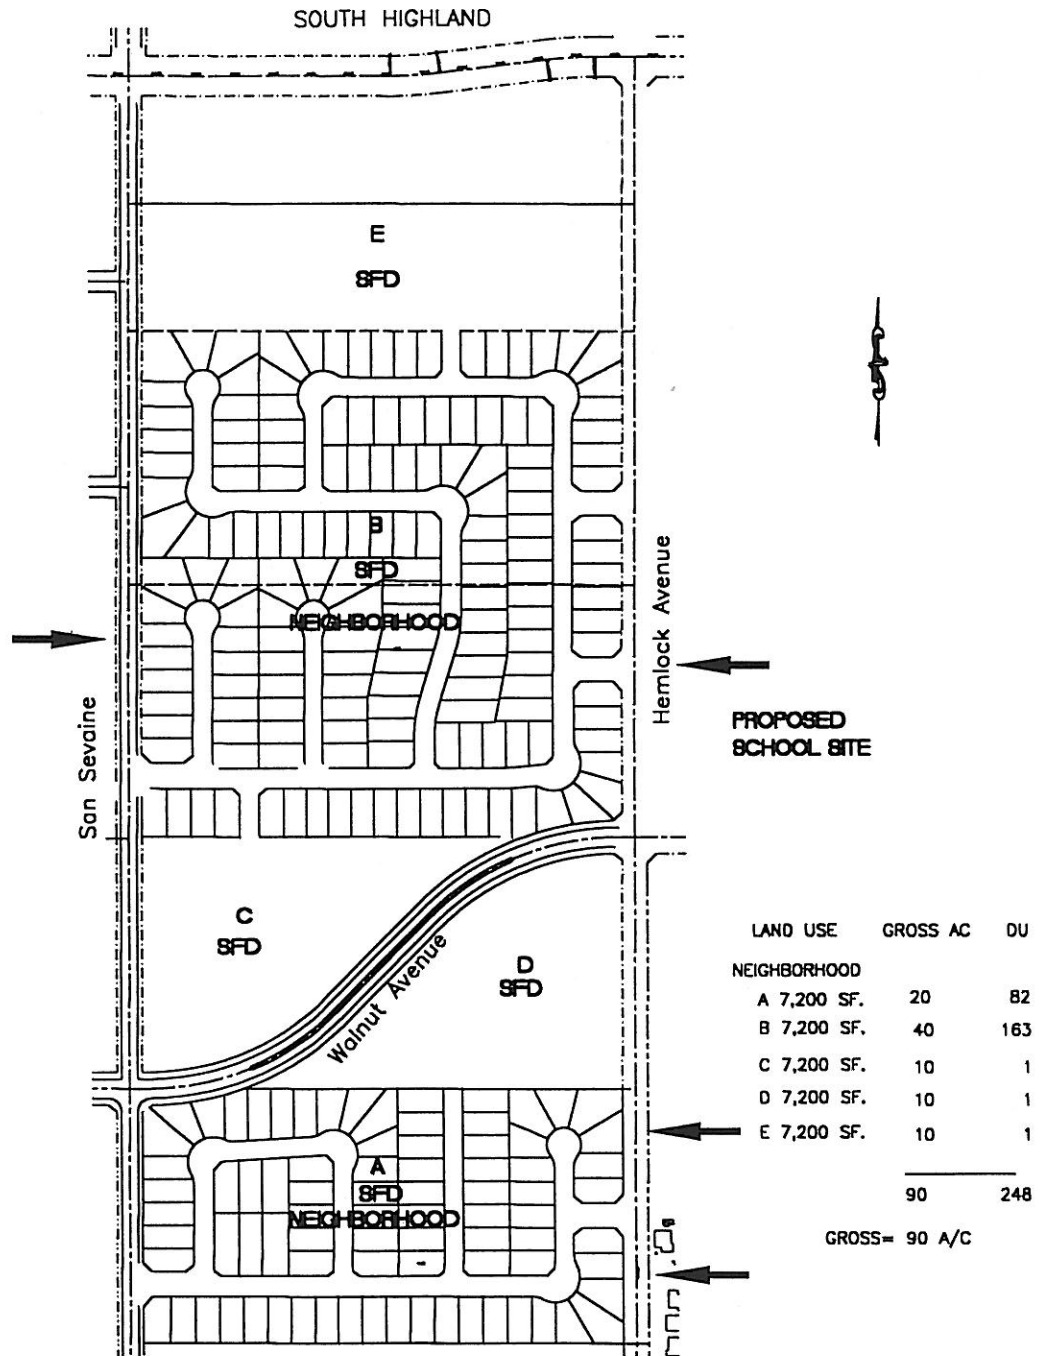 SOUTH HIGHLAND
E
SFD
B
SFD
NEIGHBORHOOD
San Sevaine
Hemlock Avenue
PROPOSED
SCHOOL SITE
C
SFD
D
SFD
Walnut Avenue
A
SFD
NEIGHBORHOOD
LAND USE GROSS AC DU
NEIGHBORHOOD
A 7,200 SF. 20 82
B 7,200 SF. 40 163
C 7,200 SF. 10 1
D 7,200 SF. 10 1
E 7,200 SF. 10 1
90 248
GROSS= 90 A/C